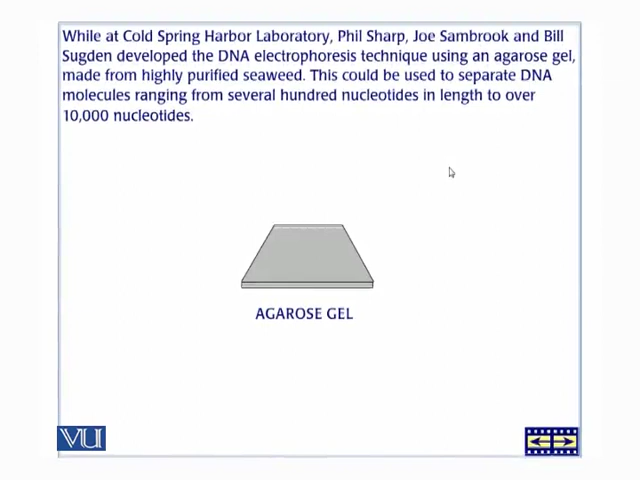 While at Cold Spring Harbor Laboratory, Phil Sharp, Joe Sambrook and Bill
Sugden developed the DNA electrophoresis technique using an agarose gel,
made from highly purified seaweed. This could be used to separate DNA
molecules ranging from several hundred nucleotides in length to over
10,000 nucleotides.
AGAROSE GEL
VU